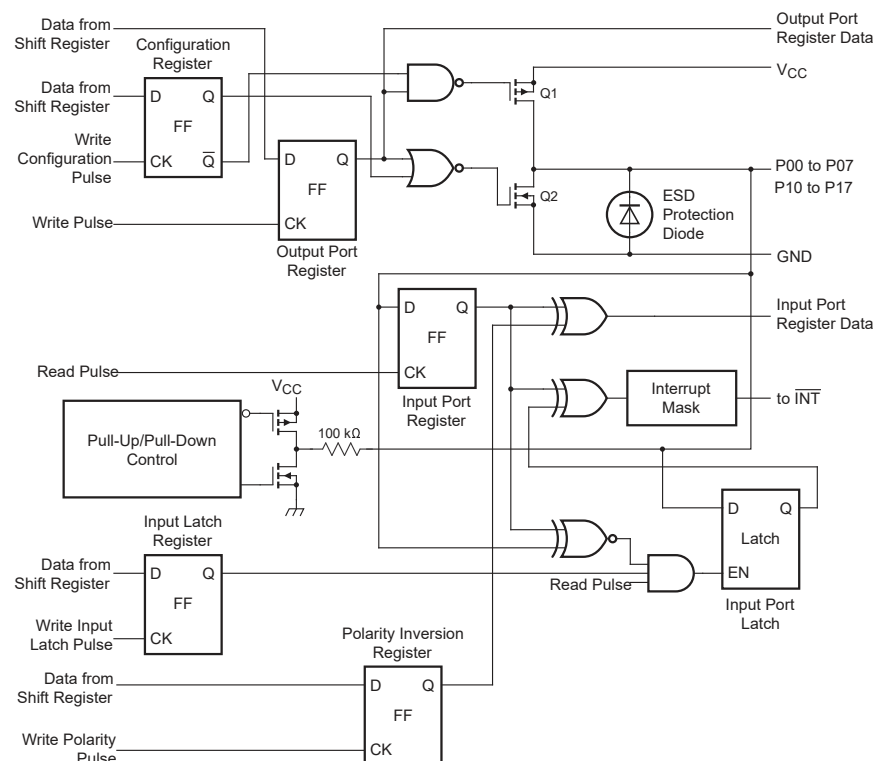 Data from
Shift Register
Configuration
Register
Data from
Shift Register
D
Q
FF
Write
Configuration
Pulse
CK
Q̅
D
Q
FF
Write Pulse
CK
Output Port
Register
Output Port
Register Data
VCC
Q1
P00 to P07
P10 to P17
Q2
ESD
Protection
Diode
GND
D
Q
FF
Read Pulse
CK
Input Port
Register
Input Port
Register Data
Interrupt
Mask
to I̅N̅T̅
VCC
Pull-Up/Pull-Down
Control
100 kΩ
D
Q
Latch
EN
Input Port
Latch
Input Latch
Register
Data from
Shift Register
D
Q
FF
Write Input
Latch Pulse
CK
Read Pulse
Polarity Inversion
Register
Data from
Shift Register
D
Q
FF
Write Polarity
Pulse
CK